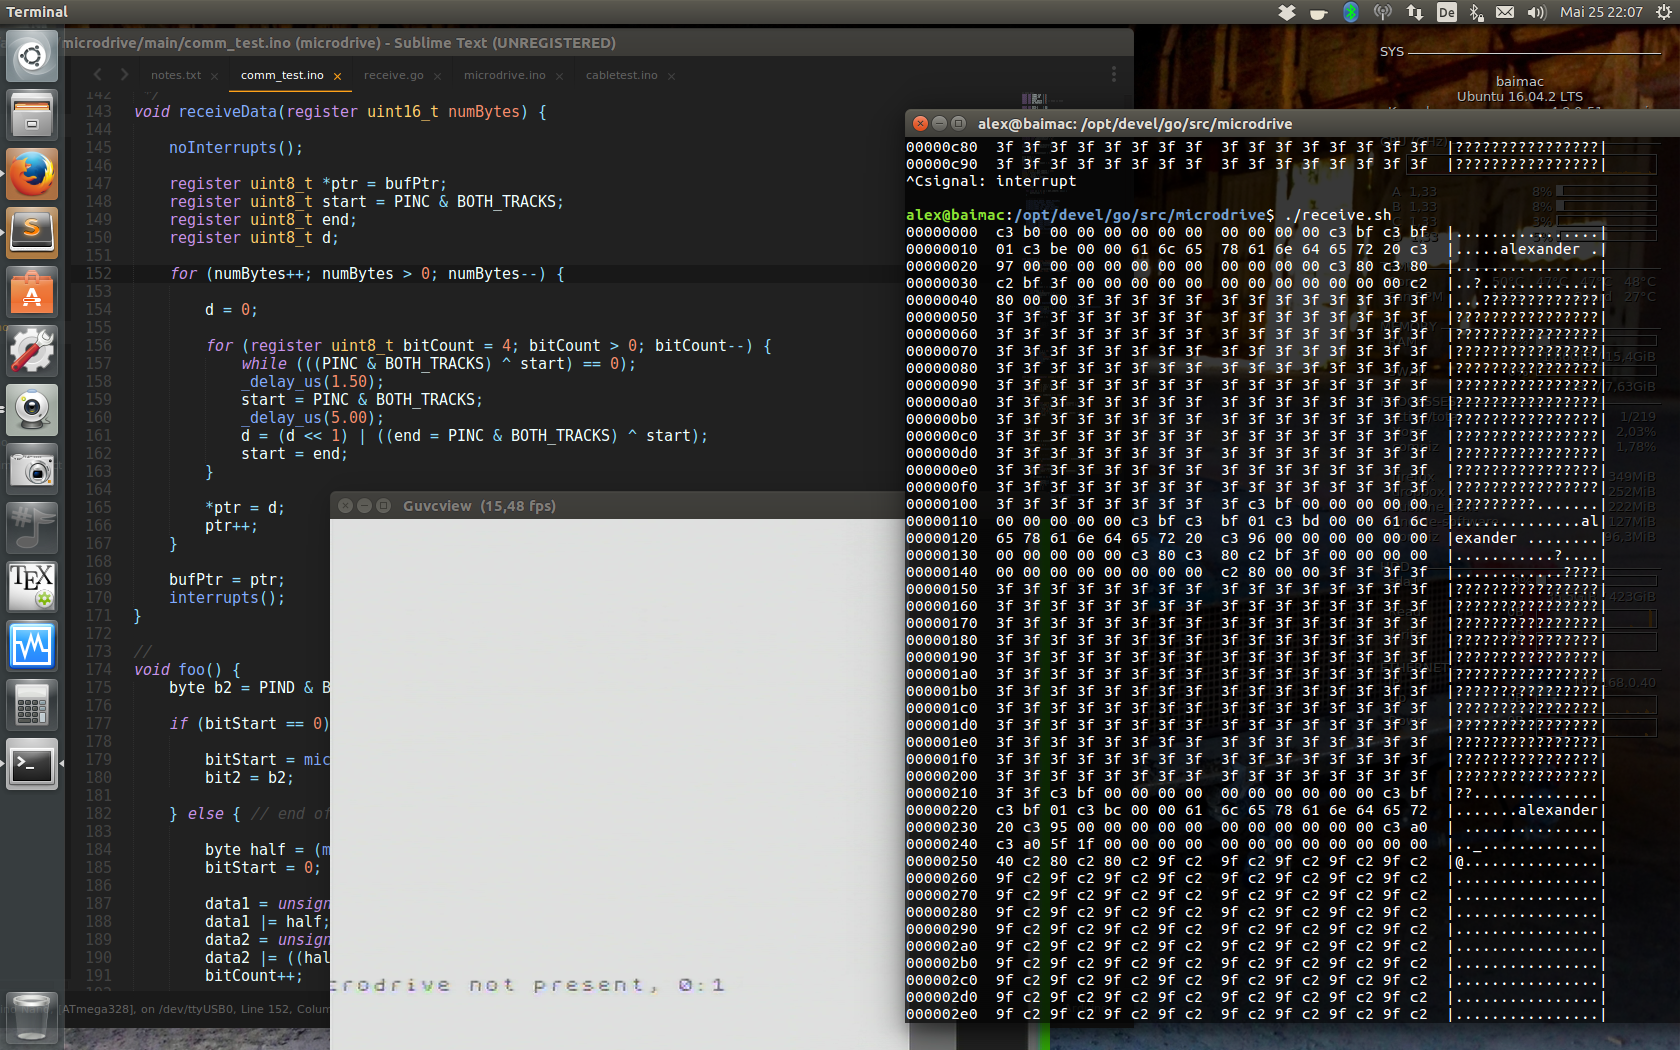 Terminal
De
Mai 25 22:07
microdrive/main/comm_test.ino (microdrive) - Sublime Text (UNREGISTERED)
notes.txt × comm_test.ino × receive.go × microdrive.ino × cabletest.ino ×
142 */
143 void receiveData(register uint16_t numBytes) {
144
145 noInterrupts();
146
147 register uint8_t *ptr = bufPtr;
148 register uint8_t start = PINC & BOTH_TRACKS;
149 register uint8_t end;
150 register uint8_t d;
151
152 for (numBytes++; numBytes > 0; numBytes--) {
153
154 d = 0;
155
156 for (register uint8_t bitCount = 4; bitCount > 0; bitCount--) {
157 while (((PINC & BOTH_TRACKS) ^ start) == 0);
158 _delay_us(1.50);
159 start = PINC & BOTH_TRACKS;
160 _delay_us(5.00);
161 d = (d << 1) | ((end = PINC & BOTH_TRACKS) ^ start);
162 start = end;
163 }
164
165 *ptr = d;
166 ptr++;
167 }
168
169 bufPtr = ptr;
170 interrupts();
171 }
172
173 //
174 void foo() {
175 byte b2 = PIND & B
176
177 if (bitStart == 0)
178
179 bitStart = mic
180 bit2 = b2;
181
182 } else { // end of
183
184 byte half = (m
185 bitStart = 0;
186
187 data1 = unsign
188 data1 |= half;
189 data2 = unsign
190 data2 |= ((hal
191 bitCount++;
ATmega328], on /dev/ttyUSB0, Line 152, Colum
Guvcview (15,48 fps)
crodrive not present, 0:1
alex@baimac: /opt/devel/go/src/microdrive
00000c80 3f 3f 3f 3f 3f 3f 3f 3f 3f 3f 3f 3f 3f 3f 3f 3f |????????????????|
00000c90 3f 3f 3f 3f 3f 3f 3f 3f 3f 3f 3f 3f 3f 3f 3f 3f |????????????????|
^Csignal: interrupt
alex@baimac:/opt/devel/go/src/microdrive$ ./receive.sh
00000000 c3 b0 00 00 00 00 00 00 00 00 00 00 c3 bf c3 bf |................|
00000010 01 c3 be 00 00 61 6c 65 78 61 6e 64 65 72 20 c3 |.....alexander .|
00000020 97 00 00 00 00 00 00 00 00 00 00 00 c3 80 c3 80 |................|
00000030 c2 bf 3f 00 00 00 00 00 00 00 00 00 00 00 00 c2 |..?.............|
00000040 80 00 00 3f 3f 3f 3f 3f 3f 3f 3f 3f 3f 3f 3f 3f |...?????????????|
00000050 3f 3f 3f 3f 3f 3f 3f 3f 3f 3f 3f 3f 3f 3f 3f 3f |????????????????|
00000060 3f 3f 3f 3f 3f 3f 3f 3f 3f 3f 3f 3f 3f 3f 3f 3f |????????????????|
00000070 3f 3f 3f 3f 3f 3f 3f 3f 3f 3f 3f 3f 3f 3f 3f 3f |????????????????|
00000080 3f 3f 3f 3f 3f 3f 3f 3f 3f 3f 3f 3f 3f 3f 3f 3f |????????????????|
00000090 3f 3f 3f 3f 3f 3f 3f 3f 3f 3f 3f 3f 3f 3f 3f 3f |????????????????|
000000a0 3f 3f 3f 3f 3f 3f 3f 3f 3f 3f 3f 3f 3f 3f 3f 3f |????????????????|
000000b0 3f 3f 3f 3f 3f 3f 3f 3f 3f 3f 3f 3f 3f 3f 3f 3f |????????????????|
000000c0 3f 3f 3f 3f 3f 3f 3f 3f 3f 3f 3f 3f 3f 3f 3f 3f |????????????????|
000000d0 3f 3f 3f 3f 3f 3f 3f 3f 3f 3f 3f 3f 3f 3f 3f 3f |????????????????|
000000e0 3f 3f 3f 3f 3f 3f 3f 3f 3f 3f 3f 3f 3f 3f 3f 3f |????????????????|
000000f0 3f 3f 3f 3f 3f 3f 3f 3f 3f 3f 3f 3f 3f 3f 3f 3f |????????????????|
00000100 3f 3f 3f 3f 3f 3f 3f 3f 3f c3 bf 00 00 00 00 00 |?????????.......|
00000110 00 00 00 00 00 c3 bf c3 bf 01 c3 bd 00 00 61 6c |..............al|
00000120 65 78 61 6e 64 65 72 20 c3 96 00 00 00 00 00 00 |exander ........|
00000130 00 00 00 00 00 c3 80 c3 80 c2 bf 3f 00 00 00 00 |...........?....|
00000140 00 00 00 00 00 00 00 00 c2 80 00 00 3f 3f 3f 3f |............????|
00000150 3f 3f 3f 3f 3f 3f 3f 3f 3f 3f 3f 3f 3f 3f 3f 3f |????????????????|
00000160 3f 3f 3f 3f 3f 3f 3f 3f 3f 3f 3f 3f 3f 3f 3f 3f |????????????????|
00000170 3f 3f 3f 3f 3f 3f 3f 3f 3f 3f 3f 3f 3f 3f 3f 3f |????????????????|
00000180 3f 3f 3f 3f 3f 3f 3f 3f 3f 3f 3f 3f 3f 3f 3f 3f |????????????????|
00000190 3f 3f 3f 3f 3f 3f 3f 3f 3f 3f 3f 3f 3f 3f 3f 3f |????????????????|
000001a0 3f 3f 3f 3f 3f 3f 3f 3f 3f 3f 3f 3f 3f 3f 3f 3f |????????????????|
000001b0 3f 3f 3f 3f 3f 3f 3f 3f 3f 3f 3f 3f 3f 3f 3f 3f |????????????????|
000001c0 3f 3f 3f 3f 3f 3f 3f 3f 3f 3f 3f 3f 3f 3f 3f 3f |????????????????|
000001d0 3f 3f 3f 3f 3f 3f 3f 3f 3f 3f 3f 3f 3f 3f 3f 3f |????????????????|
000001e0 3f 3f 3f 3f 3f 3f 3f 3f 3f 3f 3f 3f 3f 3f 3f 3f |????????????????|
000001f0 3f 3f 3f 3f 3f 3f 3f 3f 3f 3f 3f 3f 3f 3f 3f 3f |????????????????|
00000200 3f 3f 3f 3f 3f 3f 3f 3f 3f 3f 3f 3f 3f 3f 3f 3f |????????????????|
00000210 3f 3f c3 bf 00 00 00 00 00 00 00 00 00 00 c3 bf |??..............|
00000220 c3 bf 01 c3 bc 00 00 61 6c 65 78 61 6e 64 65 72 |.......alexander|
00000230 20 c3 95 00 00 00 00 00 00 00 00 00 00 00 c3 a0 | ...............|
00000240 c3 a0 5f 1f 00 00 00 00 00 00 00 00 00 00 00 00 |.._.............|
00000250 40 c2 80 c2 80 c2 9f c2 9f c2 9f c2 9f c2 9f c2 |@...............|
00000260 9f c2 9f c2 9f c2 9f c2 9f c2 9f c2 9f c2 9f c2 |................|
00000270 9f c2 9f c2 9f c2 9f c2 9f c2 9f c2 9f c2 9f c2 |................|
00000280 9f c2 9f c2 9f c2 9f c2 9f c2 9f c2 9f c2 9f c2 |................|
00000290 9f c2 9f c2 9f c2 9f c2 9f c2 9f c2 9f c2 9f c2 |................|
000002a0 9f c2 9f c2 9f c2 9f c2 9f c2 9f c2 9f c2 9f c2 |................|
000002b0 9f c2 9f c2 9f c2 9f c2 9f c2 9f c2 9f c2 9f c2 |................|
000002c0 9f c2 9f c2 9f c2 9f c2 9f c2 9f c2 9f c2 9f c2 |................|
000002d0 9f c2 9f c2 9f c2 9f c2 9f c2 9f c2 9f c2 9f c2 |................|
000002e0 9f c2 9f c2 9f c2 9f c2 9f c2 9f c2 9f c2 9f c2 |................|
SYS
baimac
Ubuntu 16.04.2 LTS
A 1,33 8%
8%
3%
48°C
27°C
15,4GiB
7,63GiB
1/219
2,03%
1,78%
349MiB
252MiB
222MiB
127MiB
96,3MiB
423GiB
68.0.40